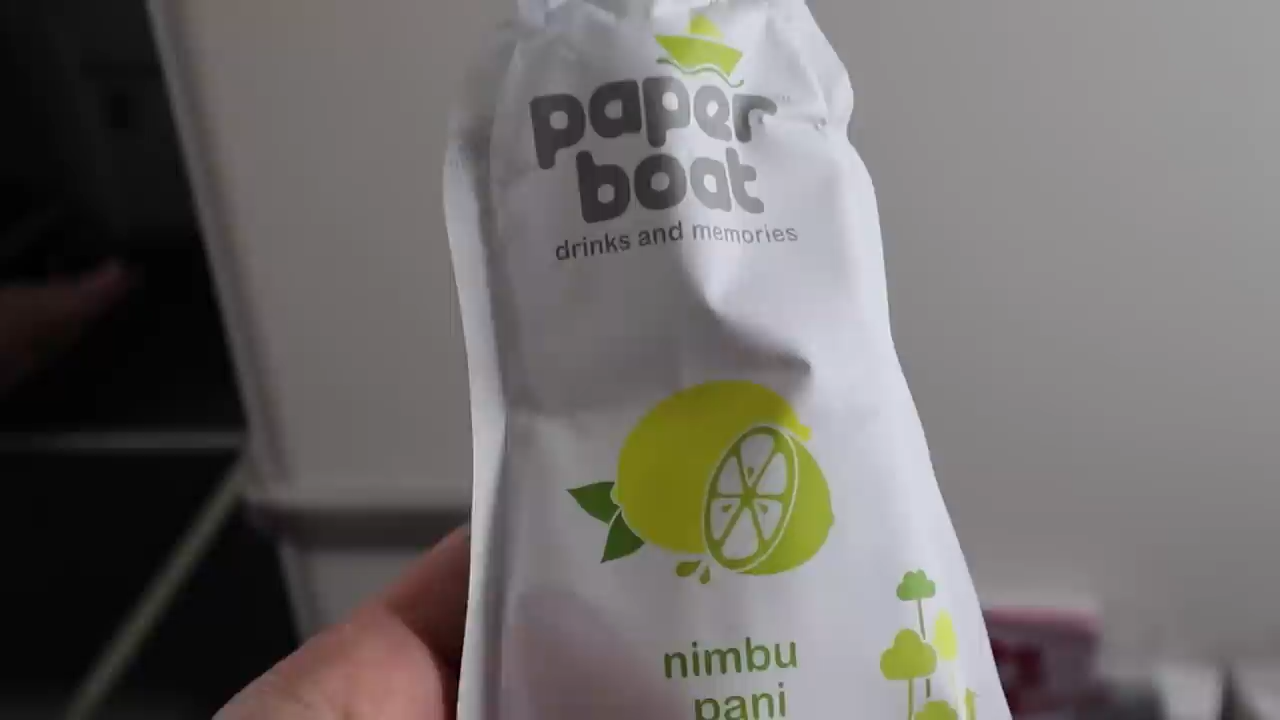 paper
boat
drinks and memories
nimbu
pani